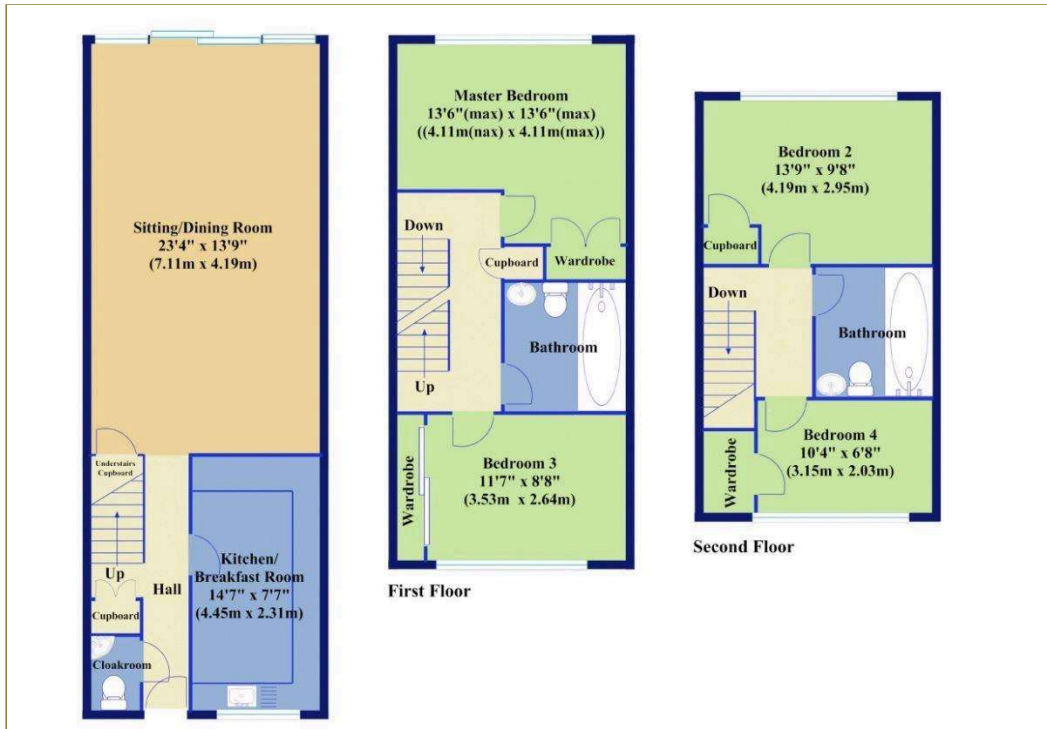 Sitting/Dining Room
23'4" x 13'9"
(7.11m x 4.19m)
Understairs
Cupboard
Up
Hall
Kitchen/
Breakfast Room
14'7" x 7'7"
(4.45m x 2.31m)
Cupboard
Cloakroom
Master Bedroom
13'6"(max) x 13'6"(max)
((4.11m(nax) x 4.11m(max))
Down
Cupboard
Wardrobe
Bathroom
Up
Wardrobe
Bedroom 3
11'7" x 8'8"
(3.53m x 2.64m)
First Floor
Bedroom 2
13'9" x 9'8"
(4.19m x 2.95m)
Cupboard
Down
Bathroom
Wardrobe
Bedroom 4
10'4" x 6'8"
(3.15m x 2.03m)
Second Floor